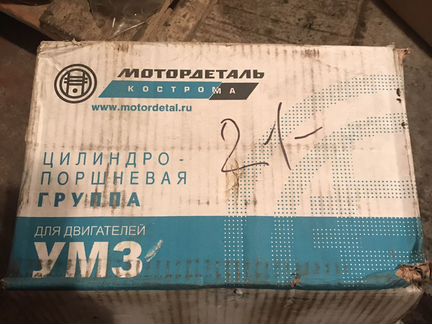 МОТОРДЕТАЛЬ
КОСТРОМА
www.motordetal.ru
21-
ЦИЛИНДРО-
ПОРШНЕВАЯ
ГРУППА
ДЛЯ ДВИГАТЕЛЕЙ
УМЗ